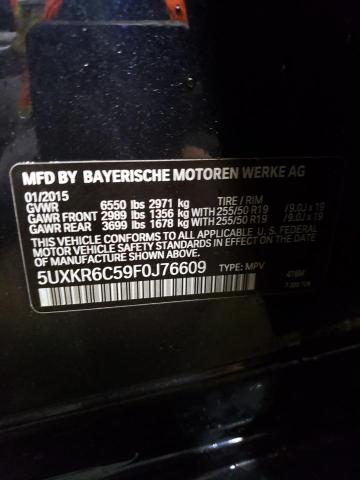 MFD BY BAYERISCHE MOTOREN WERKE AG
01/2015 TIRE / RIM
GVWR 6550 lbs 2971 kg
GAWR FRONT 2989 lbs 1356 kg WITH 255/50 R19 / 9.0J x 19
GAWR REAR 3699 lbs 1678 kg WITH 255/50 R19 / 9.0J x 19
THIS VEHICLE CONFORMS TO ALL APPLICABLE U. S. FEDERAL
MOTOR VEHICLE SAFETY STANDARDS IN EFFECT ON THE
DATE OF MANUFACTURE SHOWN ABOVE.
5UXKR6C59F0J76609 TYPE: MPV